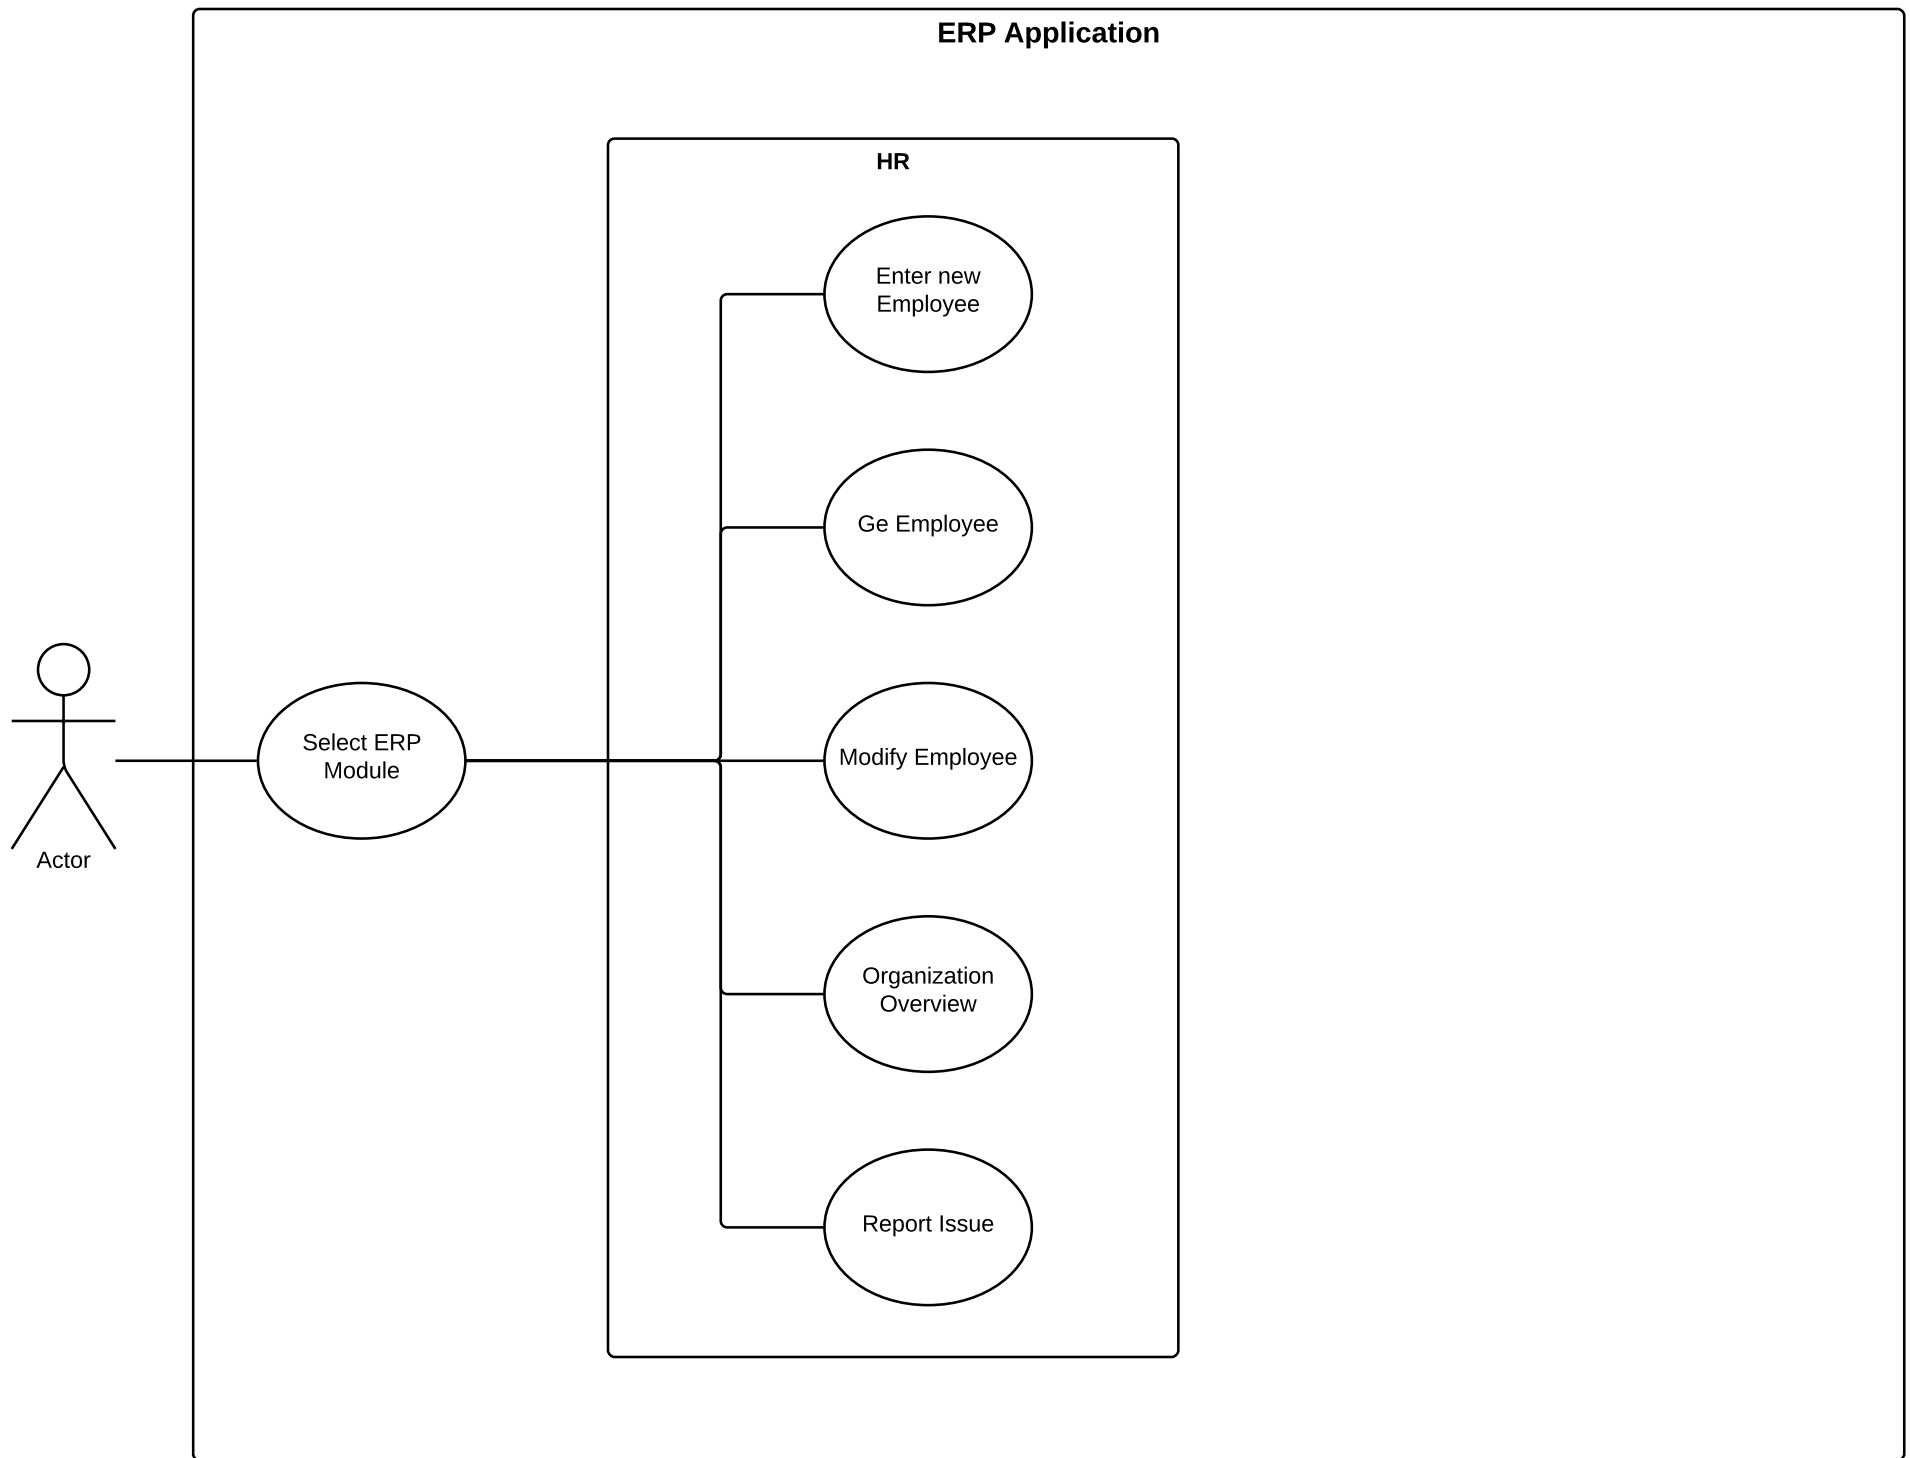 ERP Application
HR
Enter new
Employee
Ge Employee
Select ERP
Module
Modify Employee
Actor
Organization
Overview
Report Issue